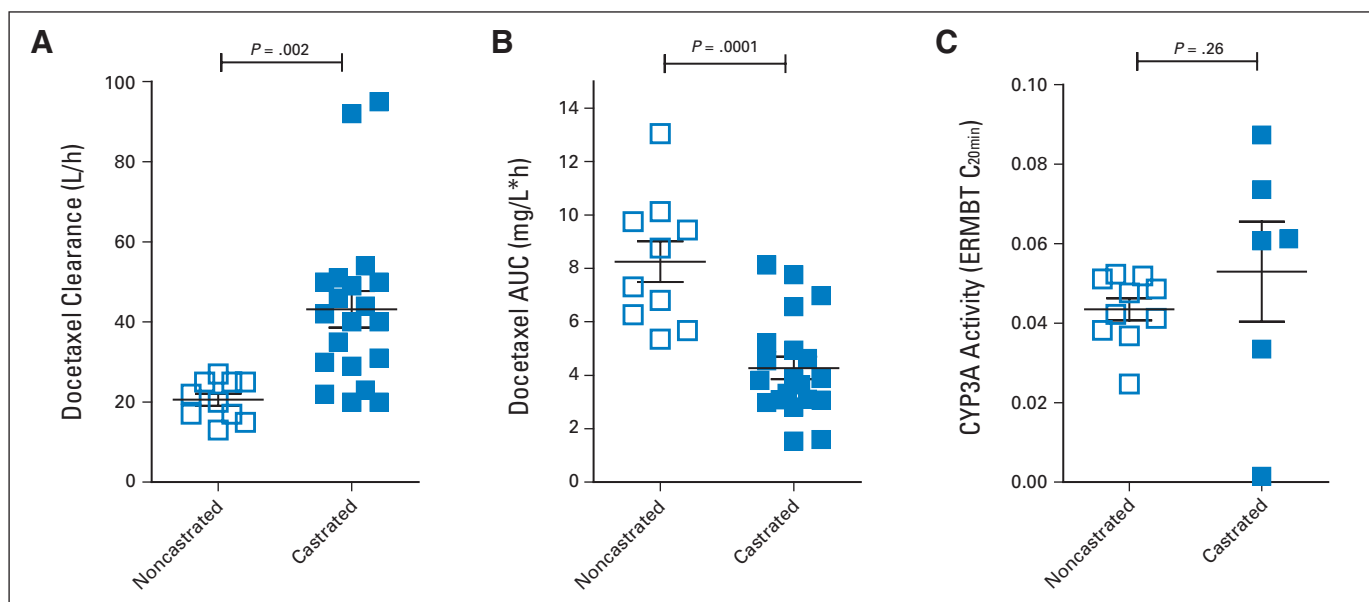 A
P = .002
Docetaxel Clearance (L/h)
100
80
60
40
20
0
Noncastrated
Castrated
B
P = .0001
Docetaxel AUC (mg/L*h)
14
12
10
8
6
4
2
0
Noncastrated
Castrated
C
P = .26
CYP3A Activity (ERMBT C20min)
0.10
0.08
0.06
0.04
0.02
0.00
Noncastrated
Castrated